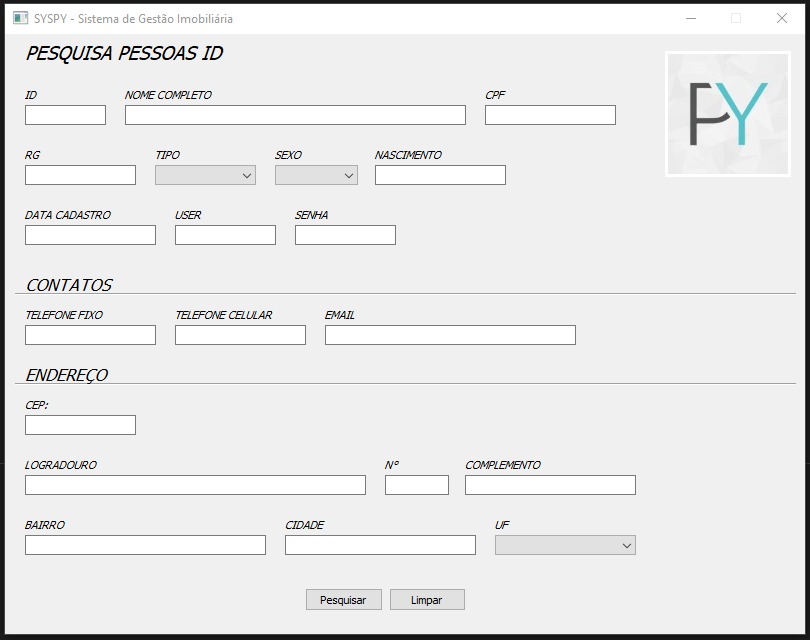 SYSPY - Sistema de Gestão Imobiliária
PESQUISA PESSOAS ID
PY
ID NOME COMPLETO CPF
RG TIPO SEXO NASCIMENTO
DATA CADASTRO USER SENHA
CONTATOS
TELEFONE FIXO TELEFONE CELULAR EMAIL
ENDEREÇO
CEP:
LOGRADOURO Nº COMPLEMENTO
BAIRRO CIDADE UF
Pesquisar Limpar